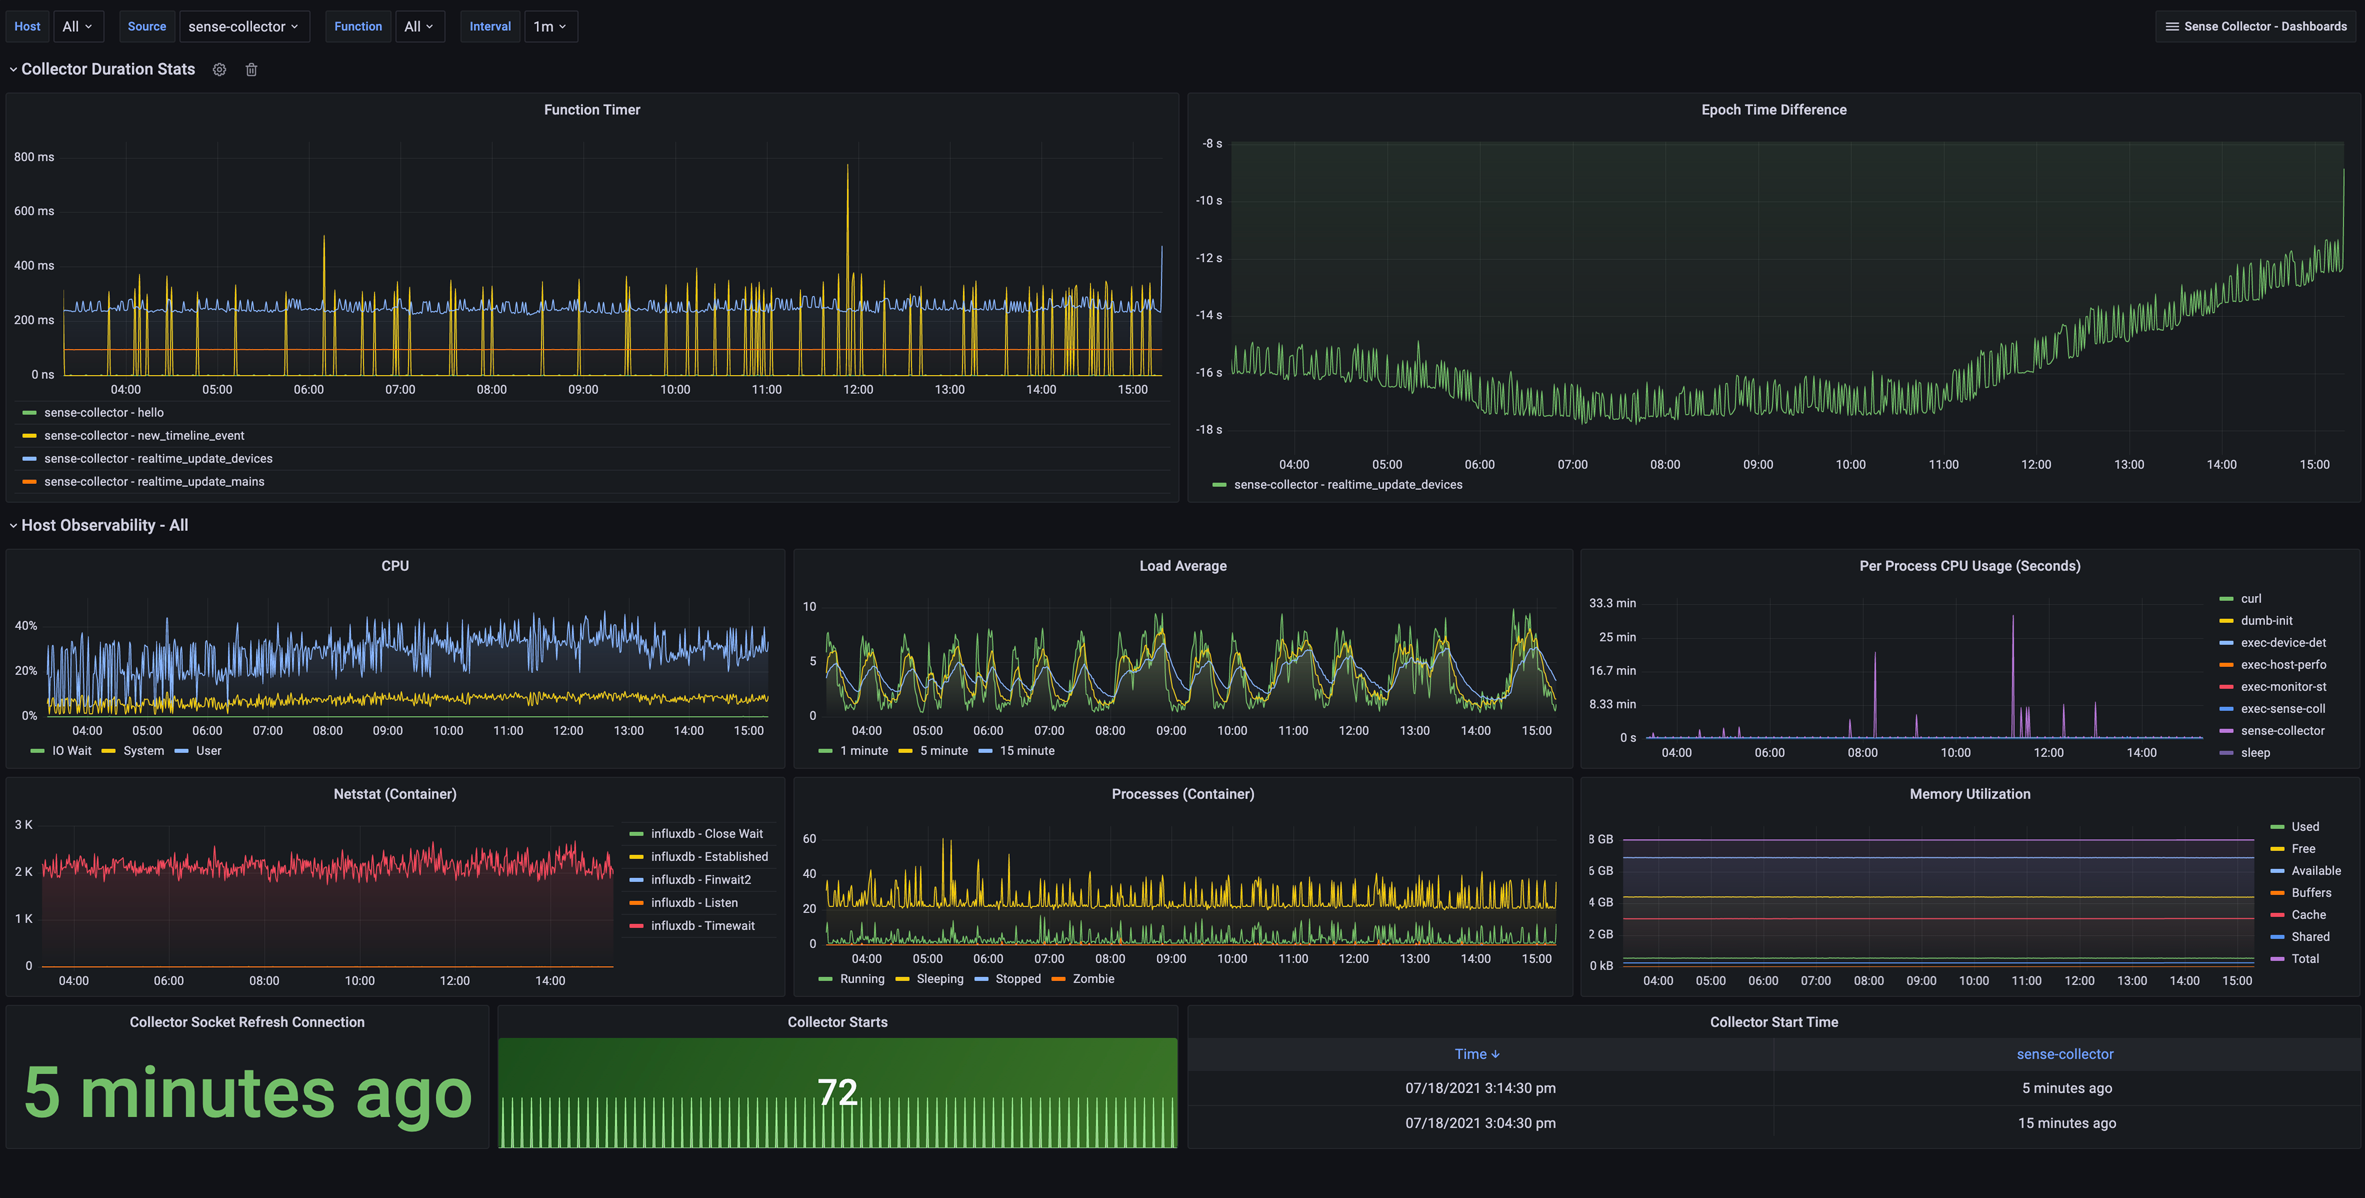 Host All Source sense-collector Function All Interval 1m Sense Collector - Dashboards
Collector Duration Stats
Function Timer
800 ms
600 ms
400 ms
200 ms
0 ns
04:00 05:00 06:00 07:00 08:00 09:00 10:00 11:00 12:00 13:00 14:00 15:00
sense-collector - hello
sense-collector - new_timeline_event
sense-collector - realtime_update_devices
sense-collector - realtime_update_mains
Epoch Time Difference
-8 s
-10 s
-12 s
-14 s
-16 s
-18 s
04:00 05:00 06:00 07:00 08:00 09:00 10:00 11:00 12:00 13:00 14:00 15:00
sense-collector - realtime_update_devices
Host Observability - All
CPU
40%
20%
0%
04:00 05:00 06:00 07:00 08:00 09:00 10:00 11:00 12:00 13:00 14:00 15:00
IO Wait System User
Load Average
10
5
0
04:00 05:00 06:00 07:00 08:00 09:00 10:00 11:00 12:00 13:00 14:00 15:00
1 minute 5 minute 15 minute
Per Process CPU Usage (Seconds)
33.3 min
25 min
16.7 min
8.33 min
0 s
04:00 06:00 08:00 10:00 12:00 14:00
curl
dumb-init
exec-device-det
exec-host-perfo
exec-monitor-st
exec-sense-coll
sense-collector
sleep
Netstat (Container)
3 K
2 K
1 K
0
04:00 06:00 08:00 10:00 12:00 14:00
influxdb - Close Wait
influxdb - Established
influxdb - Finwait2
influxdb - Listen
influxdb - Timewait
Processes (Container)
60
40
20
0
04:00 05:00 06:00 07:00 08:00 09:00 10:00 11:00 12:00 13:00 14:00 15:00
Running Sleeping Stopped Zombie
Memory Utilization
8 GB
6 GB
4 GB
2 GB
0 kB
04:00 05:00 06:00 07:00 08:00 09:00 10:00 11:00 12:00 13:00 14:00 15:00
Used
Free
Available
Buffers
Cache
Shared
Total
Collector Socket Refresh Connection
5 minutes ago
Collector Starts
72
Collector Start Time
Time sense-collector
07/18/2021 3:14:30 pm 5 minutes ago
07/18/2021 3:04:30 pm 15 minutes ago